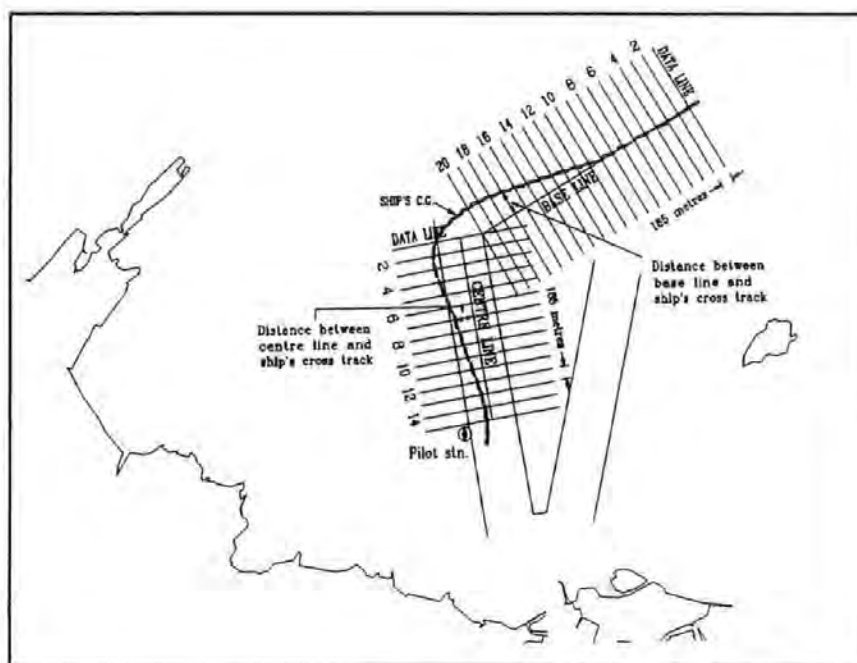 20 18 16 14 12 10 8 6 4 2
DATA LINE
SHIP'S C.G.
BASE LINE
185 metres
DATA LINE
2
4
6
8
10
12
14
CENTRE LINE
185 metres
Distance between
base line and
ship's cross track
Distance between
centre line and
ship's cross track
Pilot stn.